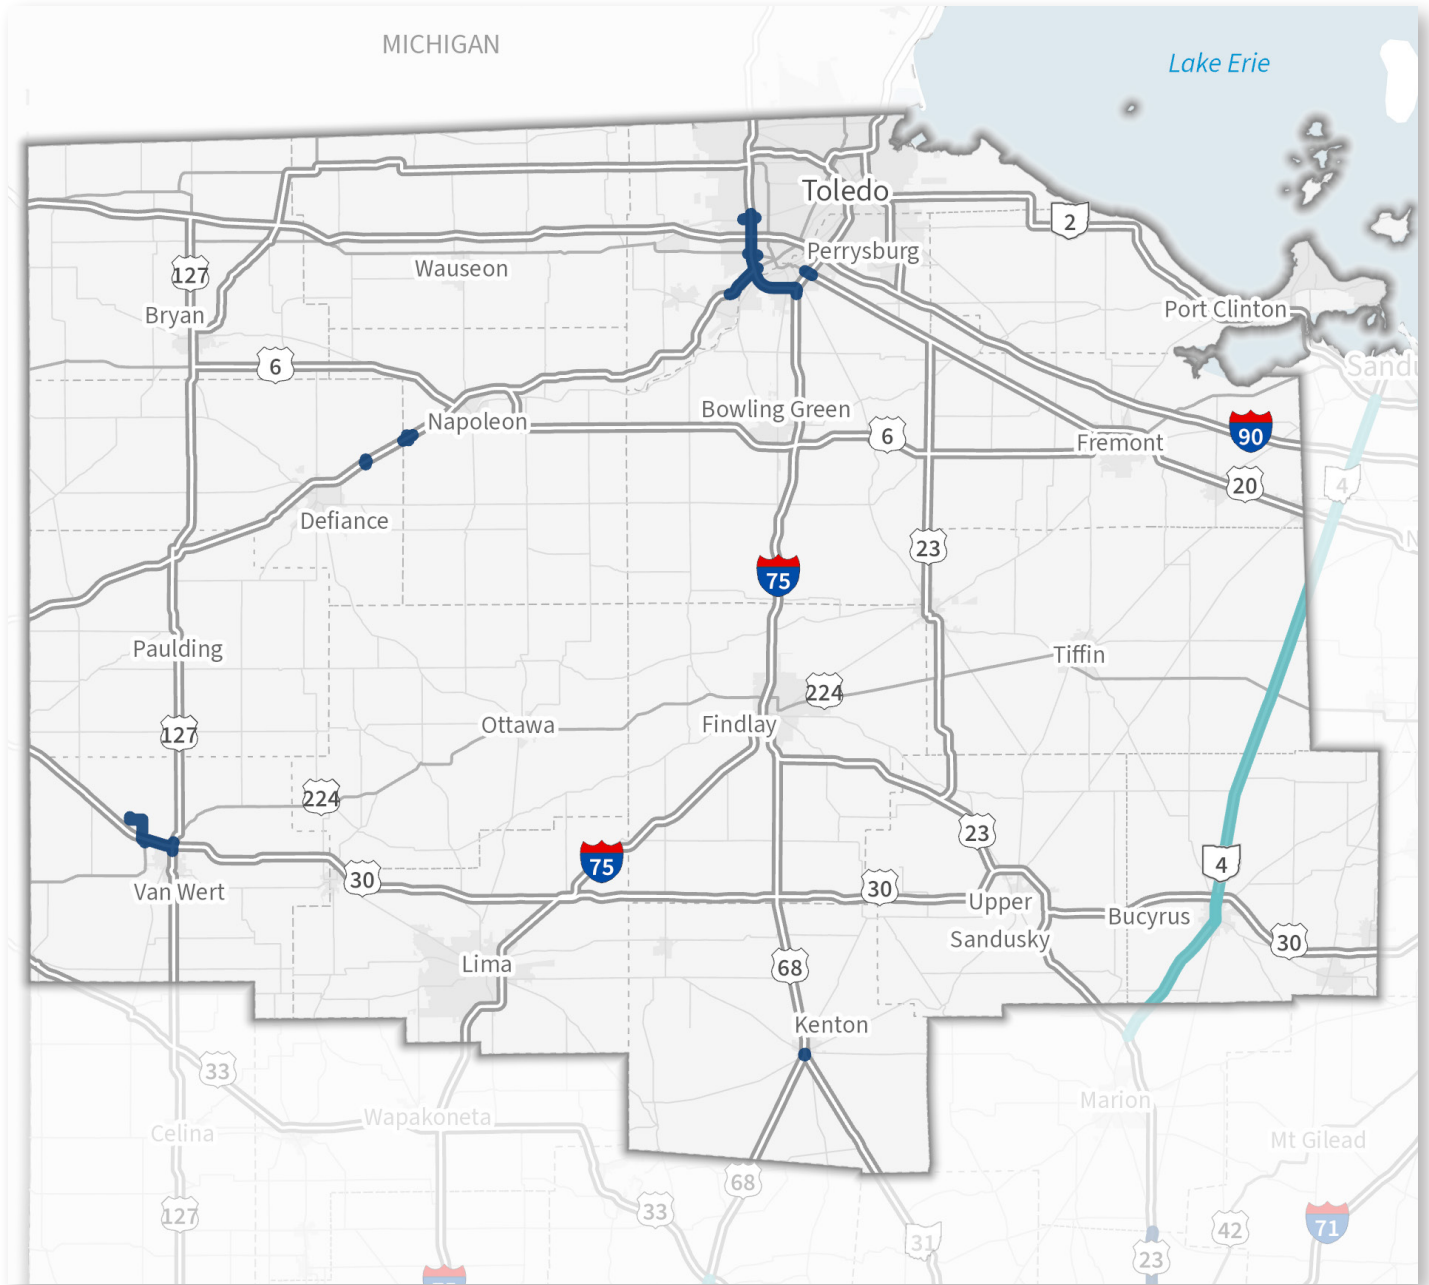 MICHIGAN
Lake Erie
Toledo
2
Perrysburg
Wauseon
127
Bryan
Port Clinton
6
Sandu
Bowling Green
Napoleon
6
90
Fremont
20
4
Defiance
N
23
75
Paulding
Tiffin
224
127
Ottawa
Findlay
224
23
75
4
30
30
Van Wert
Upper
Sandusky
Bucyrus
30
Lima
68
Kenton
33
Marion
Wapakoneta
Celina
Mt Gilead
68
33
127
31
42
71
23